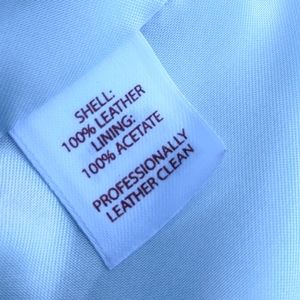 SHELL:
100% LEATHER
LINING:
100% ACETATE
PROFESSIONALLY
LEATHER CLEAN